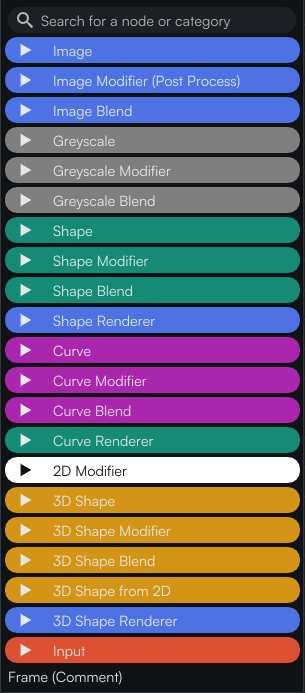 Search for a node or category
Image
Image Modifier (Post Process)
Image Blend
Greyscale
Greyscale Modifier
Greyscale Blend
Shape
Shape Modifier
Shape Blend
Shape Renderer
Curve
Curve Modifier
Curve Blend
Curve Renderer
2D Modifier
3D Shape
3D Shape Modifier
3D Shape Blend
3D Shape from 2D
3D Shape Renderer
Input
Frame (Comment)